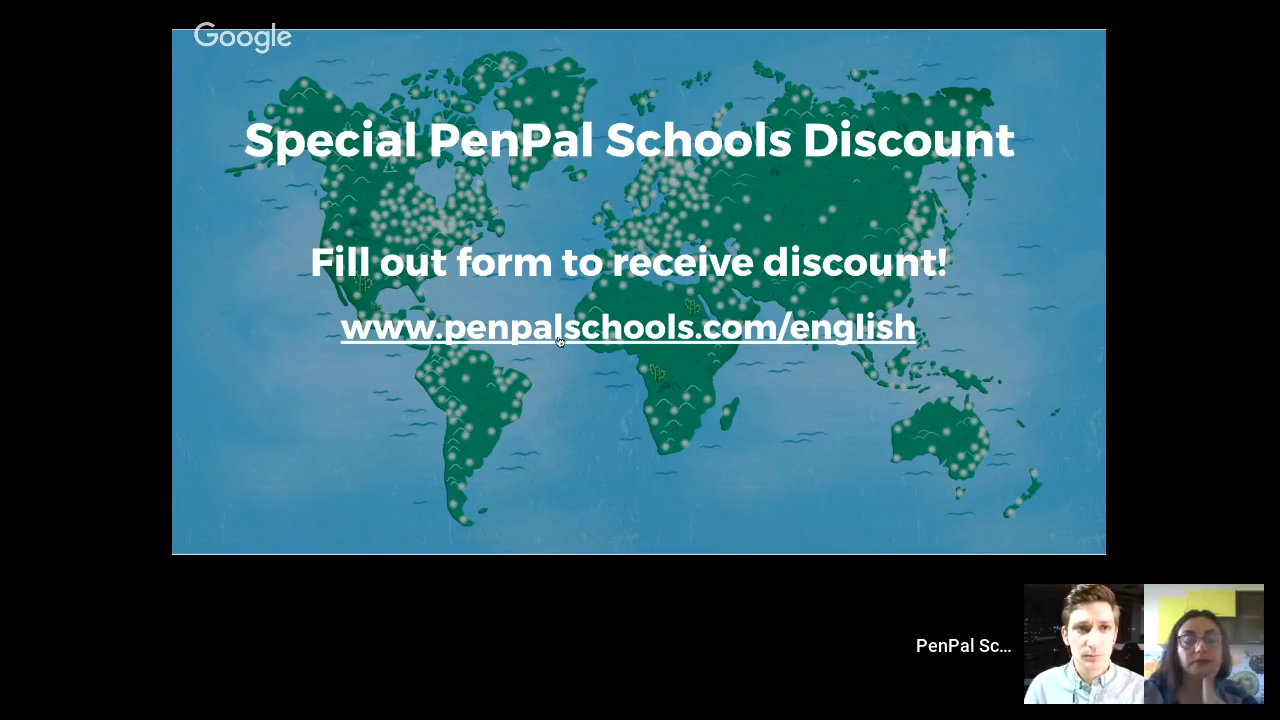 Google
Special PenPal Schools Discount
Fill out form to receive discount!
www.penpalschools.com/english
PenPal Sc...